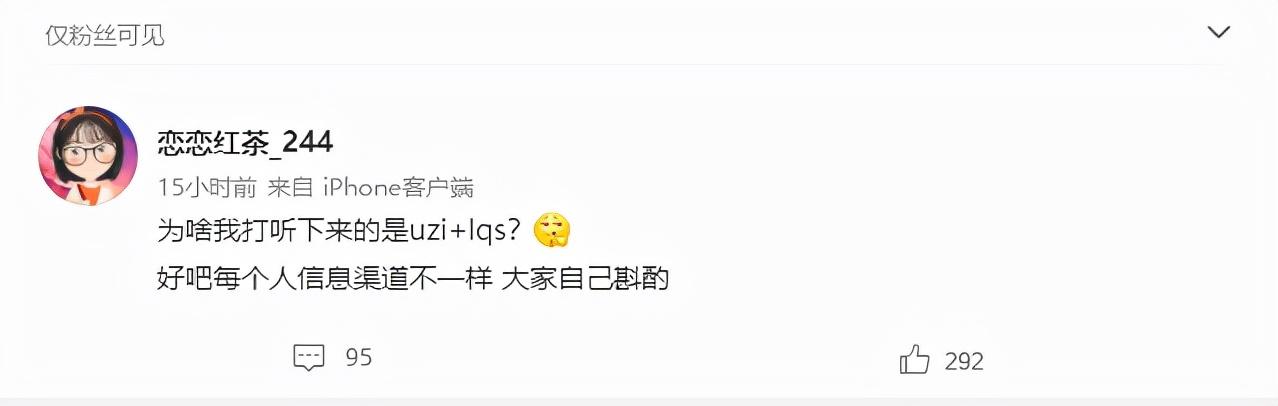 仅粉丝可见
恋恋红茶_244
15小时前 来自 iPhone客户端
为啥我打听下来的是uzi+lqs?
好吧每个人信息渠道不一样 大家自己斟酌
95
292